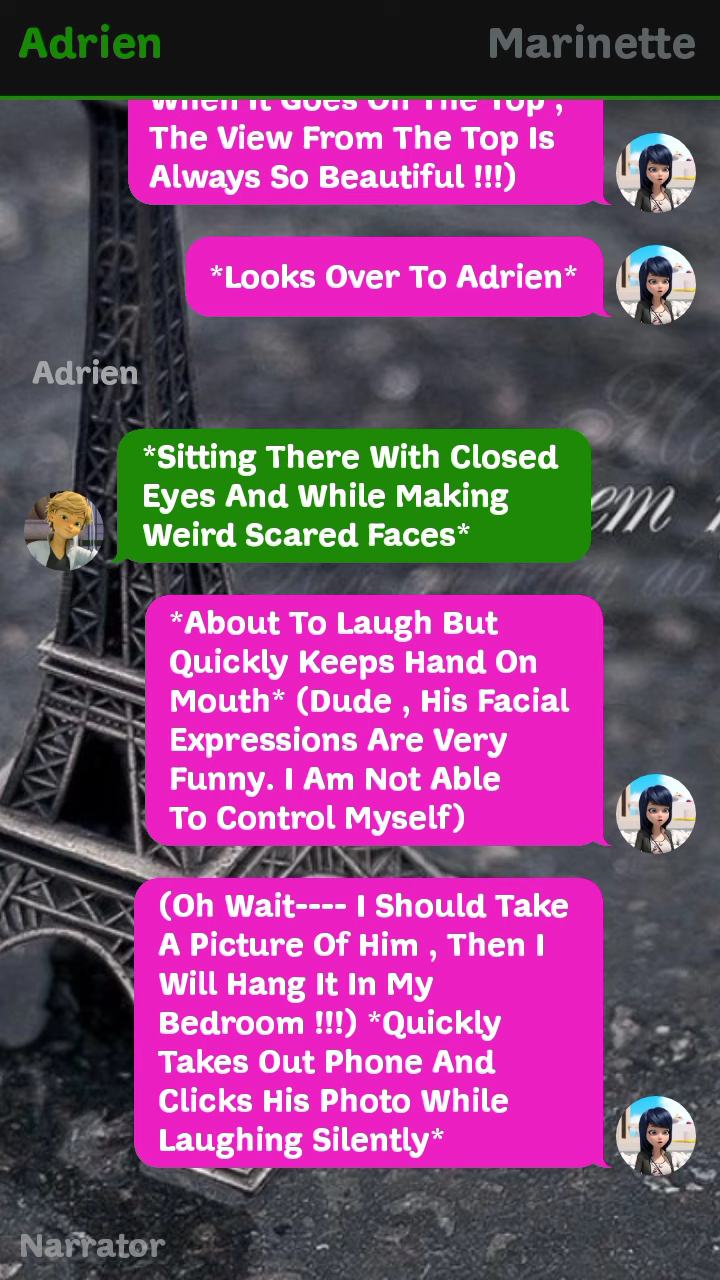 Adrien
Marinette
When It Goes On The Top ,
The View From The Top Is
Always So Beautiful !!!)
*Looks Over To Adrien*
Adrien
*Sitting There With Closed
Eyes And While Making
Weird Scared Faces*
*About To Laugh But
Quickly Keeps Hand On
Mouth* (Dude , His Facial
Expressions Are Very
Funny. I Am Not Able
To Control Myself)
(Oh Wait---- I Should Take
A Picture Of Him , Then I
Will Hang It In My
Bedroom !!!) *Quickly
Takes Out Phone And
Clicks His Photo While
Laughing Silently*
Narrator